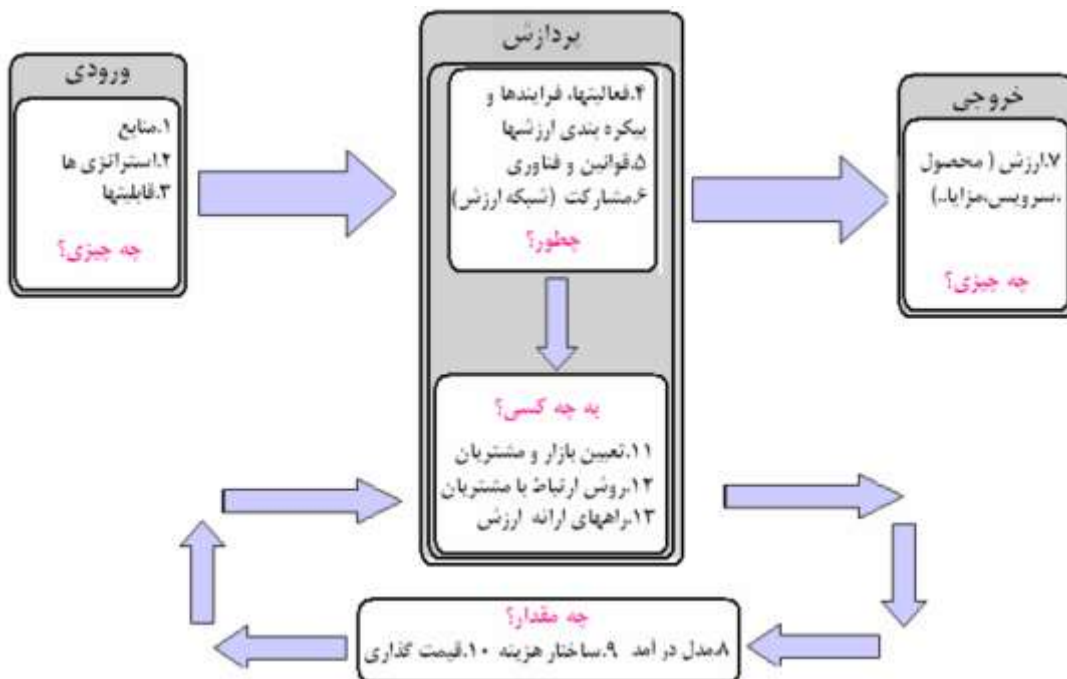 ورودی
۱.منابع
۲.استراتژی ها
۳.قابلیتها
چه چیزی؟
پردازش
۴.فعالیتها، فرایندها و
پیکره بندی ارزشها
۵.قوانین و فناوری
۶.مشارکت (شبکه ارزش)
چطور؟
به چه کسی؟
۱۱.تعیین بازار و مشتریان
۱۲.روش ارتباط با مشتریان
۱۳.راههای ارائه ارزش
خروجی
۷.ارزش ( محصول
،سرویس،مزایا..)
چه چیزی؟
چه مقدار؟
۸.مدل در آمد ۹.ساختار هزینه ۱۰.قیمت گذاری